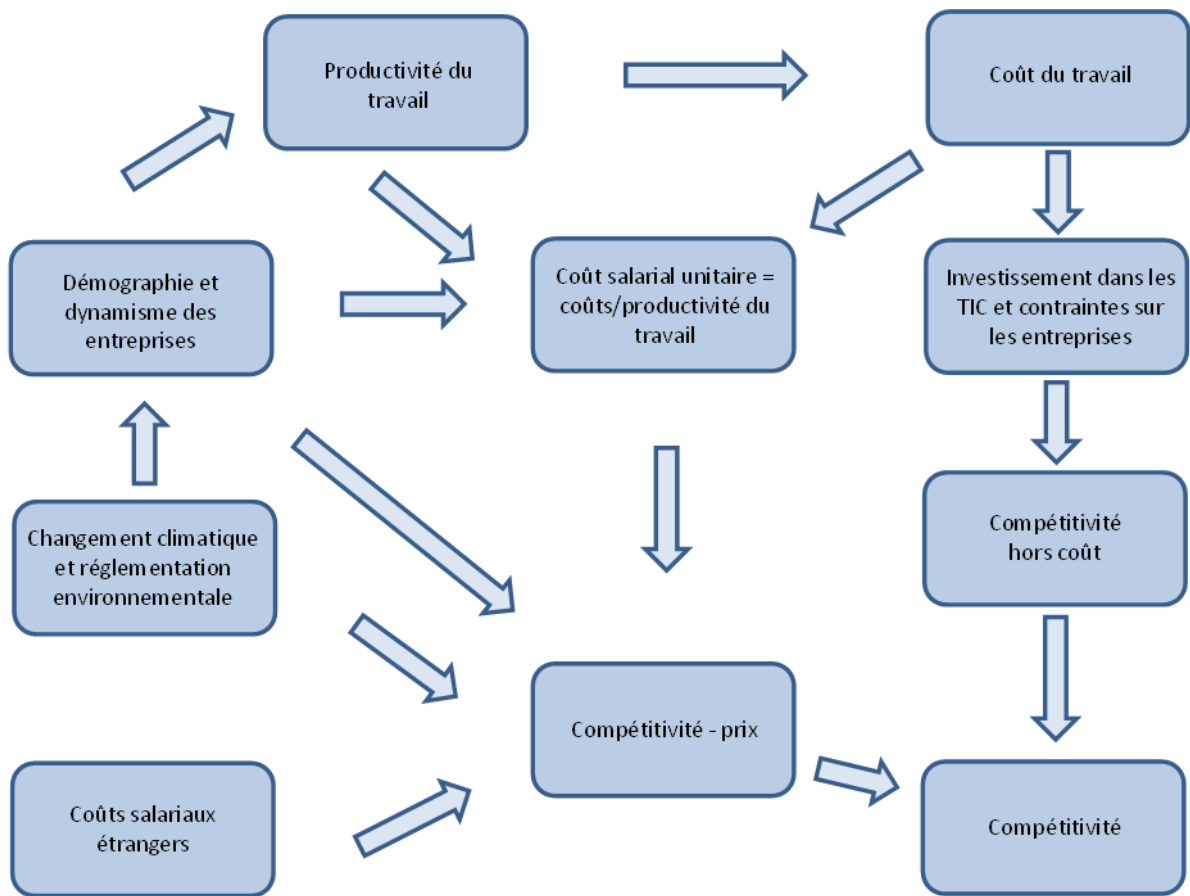 Productivité du
travail
Coût du travail
Démographie et
dynamisme des
entreprises
Coût salarial unitaire =
coûts/productivité du
travail
Investissement dans les
TIC et contraintes sur
les entreprises
Changement climatique
et réglementation
environnementale
Compétitivité
hors coût
Compétitivité - prix
Coûts salariaux
étrangers
Compétitivité